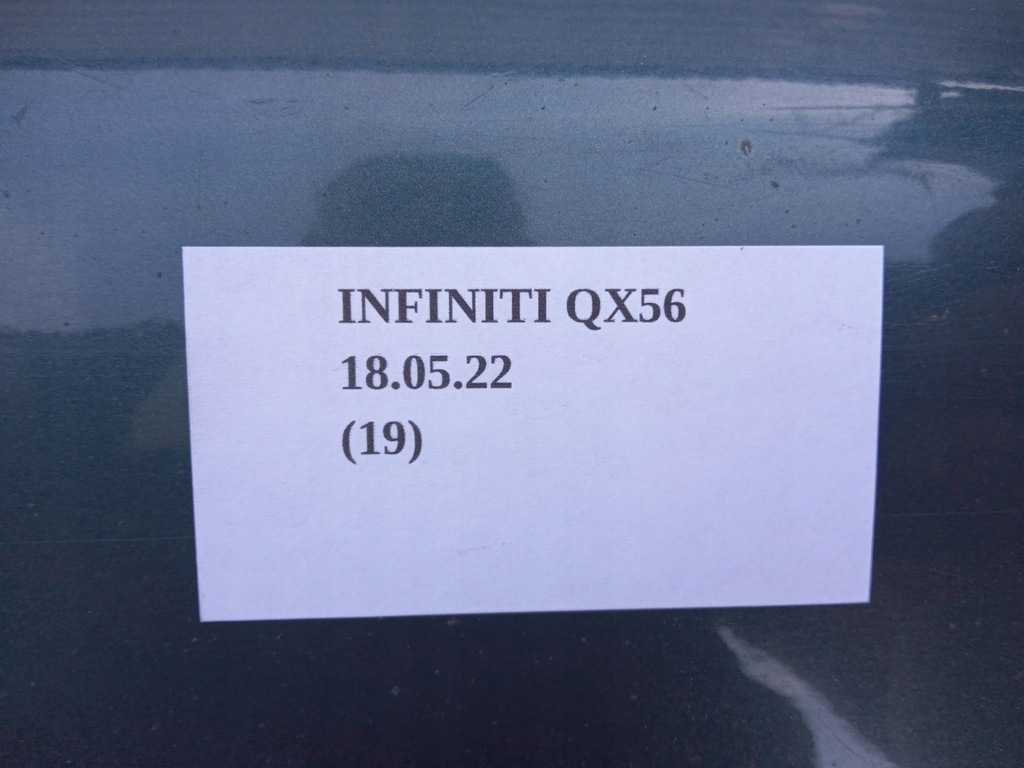 INFINITI QX56
18.05.22
(19)